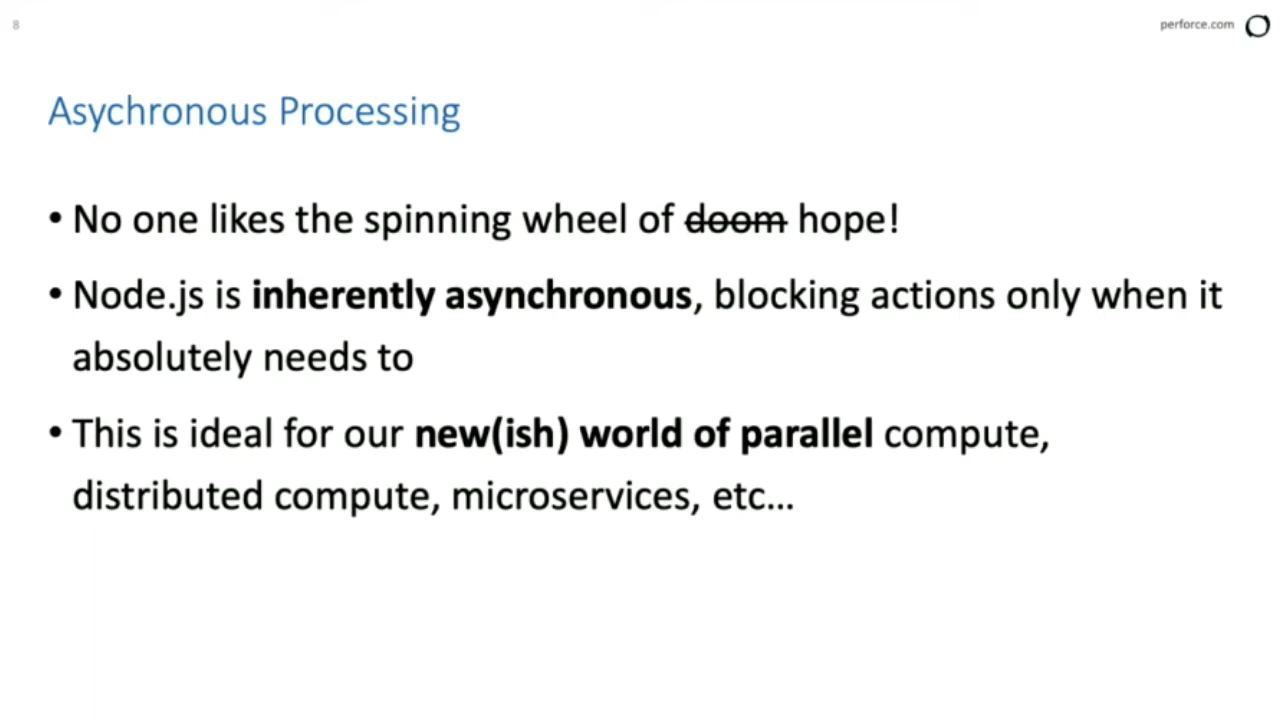 8
perforce.com
Asychronous Processing
• No one likes the spinning wheel of doom hope!
• Node.js is inherently asynchronous, blocking actions only when it
absolutely needs to
• This is ideal for our new(ish) world of parallel compute,
distributed compute, microservices, etc...